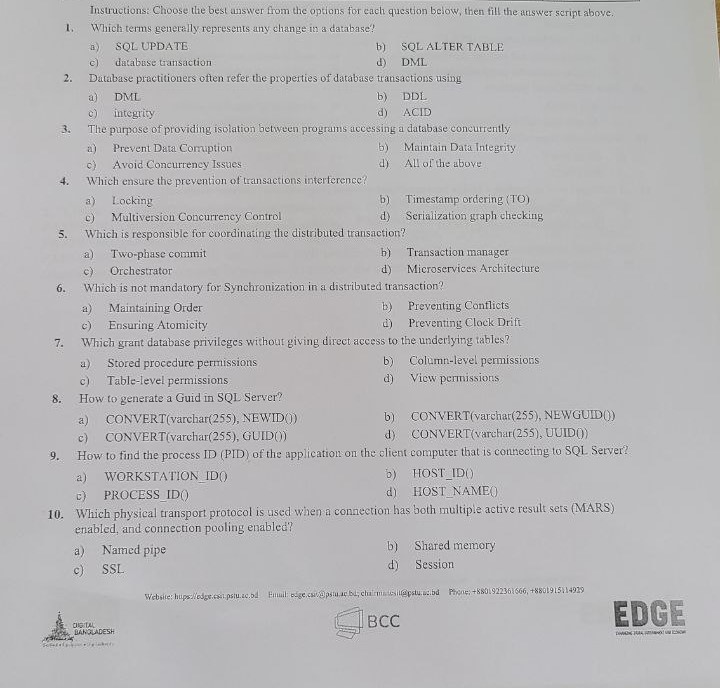 Instructions: Choose the best answer from the options for each question below, then fill the answer script above.
1. Which terms generally represents any change in a database?
a) SQL UPDATE b) SQL ALTER TABLE
c) database transaction d) DML
2. Database practitioners often refer the properties of database transactions using
a) DML b) DDL
c) integrity d) ACID
3. The purpose of providing isolation between programs accessing a database concurrently
a) Prevent Data Corruption b) Maintain Data Integrity
c) Avoid Concurrency Issues d) All of the above
4. Which ensure the prevention of transactions interference?
a) Locking b) Timestamp ordering (TO)
c) Multiversion Concurrency Control d) Serialization graph checking
5. Which is responsible for coordinating the distributed transaction?
a) Two-phase commit b) Transaction manager
c) Orchestrator d) Microservices Architecture
6. Which is not mandatory for Synchronization in a distributed transaction?
a) Maintaining Order b) Preventing Conflicts
c) Ensuring Atomicity d) Preventing Clock Drift
7. Which grant database privileges without giving direct access to the underlying tables?
a) Stored procedure permissions b) Column-level permissions
c) Table-level permissions d) View permissions
8. How to generate a Guid in SQL Server?
a) CONVERT(varchar(255), NEWID()) b) CONVERT(varchar(255), NEWGUID())
c) CONVERT(varchar(255), GUID()) d) CONVERT(varchar(255), UUID())
9. How to find the process ID (PID) of the application on the client computer that is connecting to SQL Server?
a) WORKSTATION_ID() b) HOST_ID()
c) PROCESS_ID() d) HOST_NAME()
10. Which physical transport protocol is used when a connection has both multiple active result sets (MARS)
enabled, and connection pooling enabled?
a) Named pipe b) Shared memory
c) SSL d) Session
Website: https://edge.cse.pstu.ac.bd Email: Phone: +8801922361666, +8801915114929
DIGITAL
BANGLADESH
BCC
EDGE